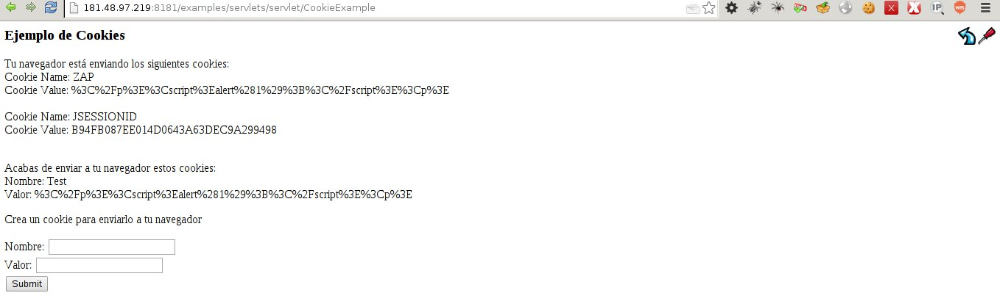 181.48.97.219:8181/examples/servlets/servlet/CookieExample
IP
WS
Ejemplo de Cookies
Tu navegador está enviando los siguientes cookies:
Cookie Name: ZAP
Cookie Value: %3C%2Fp%3E%3Cscript%3Ealert%281%29%3B%3C%2Fscript%3E%3Cp%3E
Cookie Name: JSESSIONID
Cookie Value: B94FB087EE014D0643A63DEC9A299498
Acabas de enviar a tu navegador estos cookies:
Nombre: Test
Valor: %3C%2Fp%3E%3Cscript%3Ealert%281%29%3B%3C%2Fscript%3E%3Cp%3E
Crea un cookie para enviarlo a tu navegador
Nombre:
Valor:
Submit